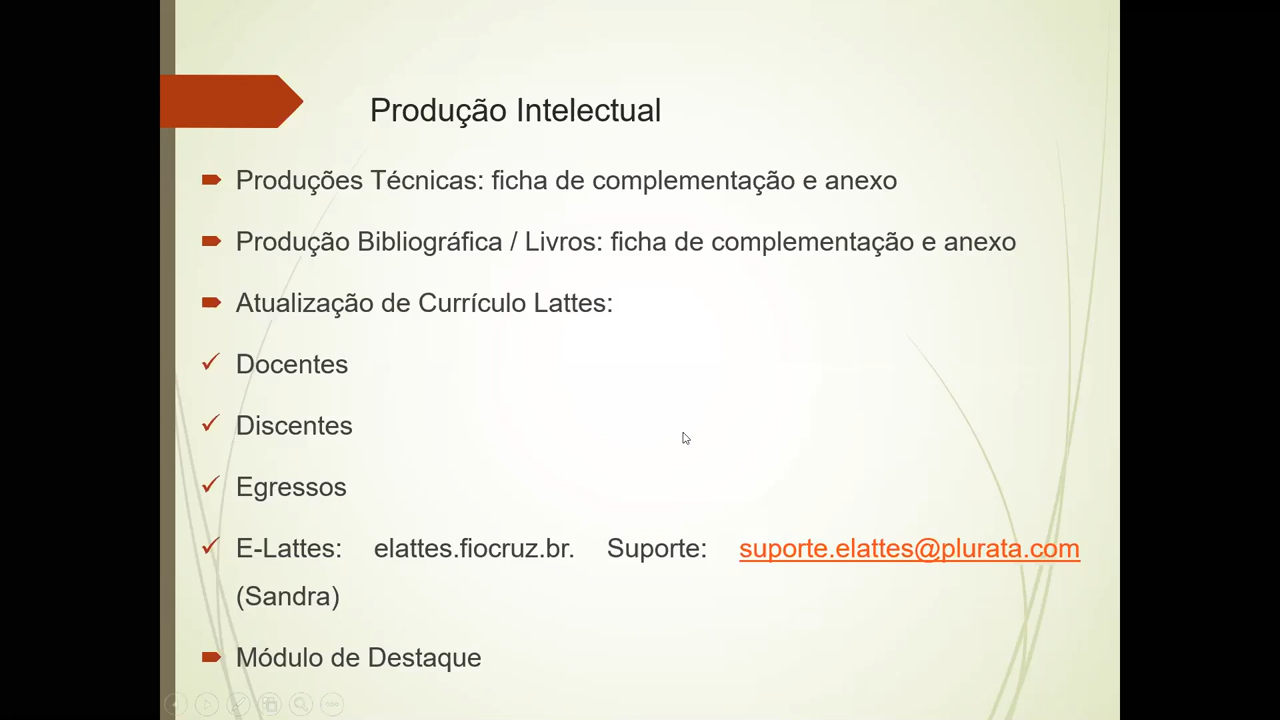 Produção Intelectual
Produções Técnicas: ficha de complementação e anexo
Produção Bibliográfica / Livros: ficha de complementação e anexo
Atualização de Currículo Lattes:
Docentes
Discentes
Egressos
E-Lattes: elattes.fiocruz.br. Suporte: suporte.elattes@plurata.com
(Sandra)
Módulo de Destaque